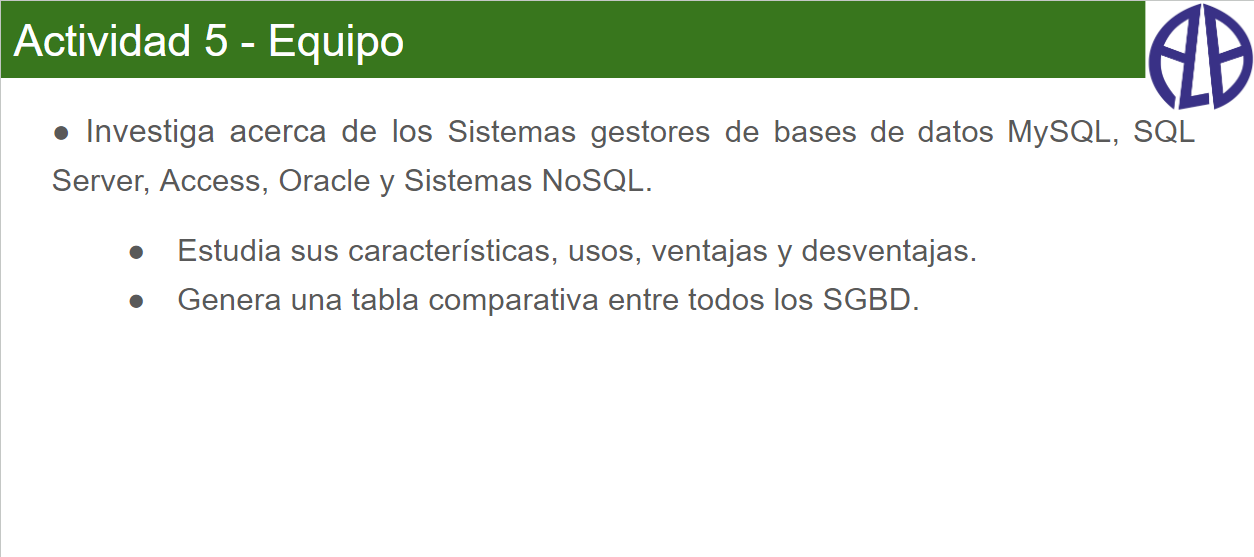 Actividad 5 - Equipo
● Investiga acerca de los Sistemas gestores de bases de datos MySQL, SQL
Server, Access, Oracle y Sistemas NoSQL.
● Estudia sus características, usos, ventajas y desventajas.
● Genera una tabla comparativa entre todos los SGBD.